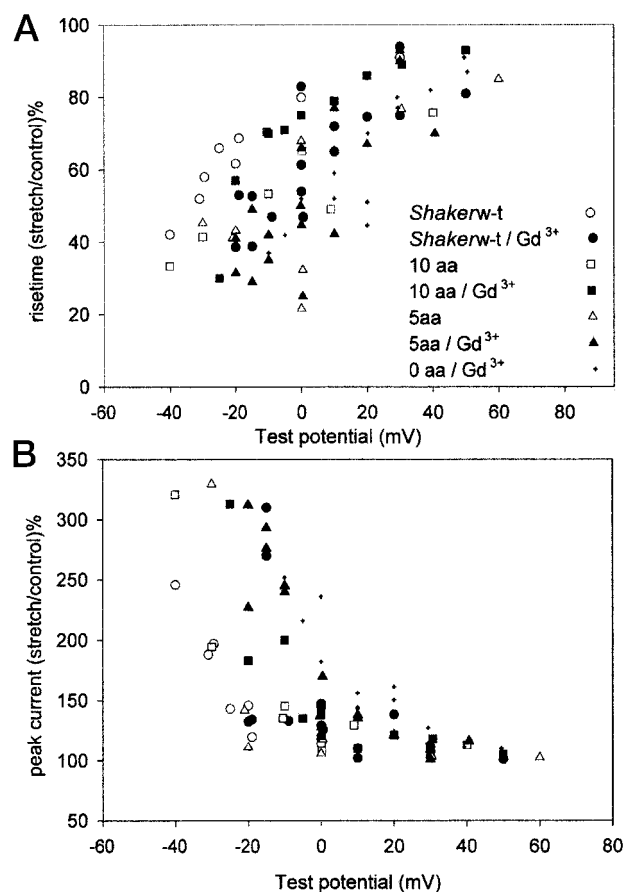 A
100
80
60
40
20
0
risetime (stretch/control)%
Shakerw-t
Shakerw-t / Gd3+
10 aa
10 aa / Gd3+
5aa
5aa / Gd3+
0 aa / Gd3+
-60 -40 -20 0 20 40 60 80
Test potential (mV)
B
350
300
250
200
150
100
50
peak current (stretch/control)%
-60 -40 -20 0 20 40 60 80
Test potential (mV)